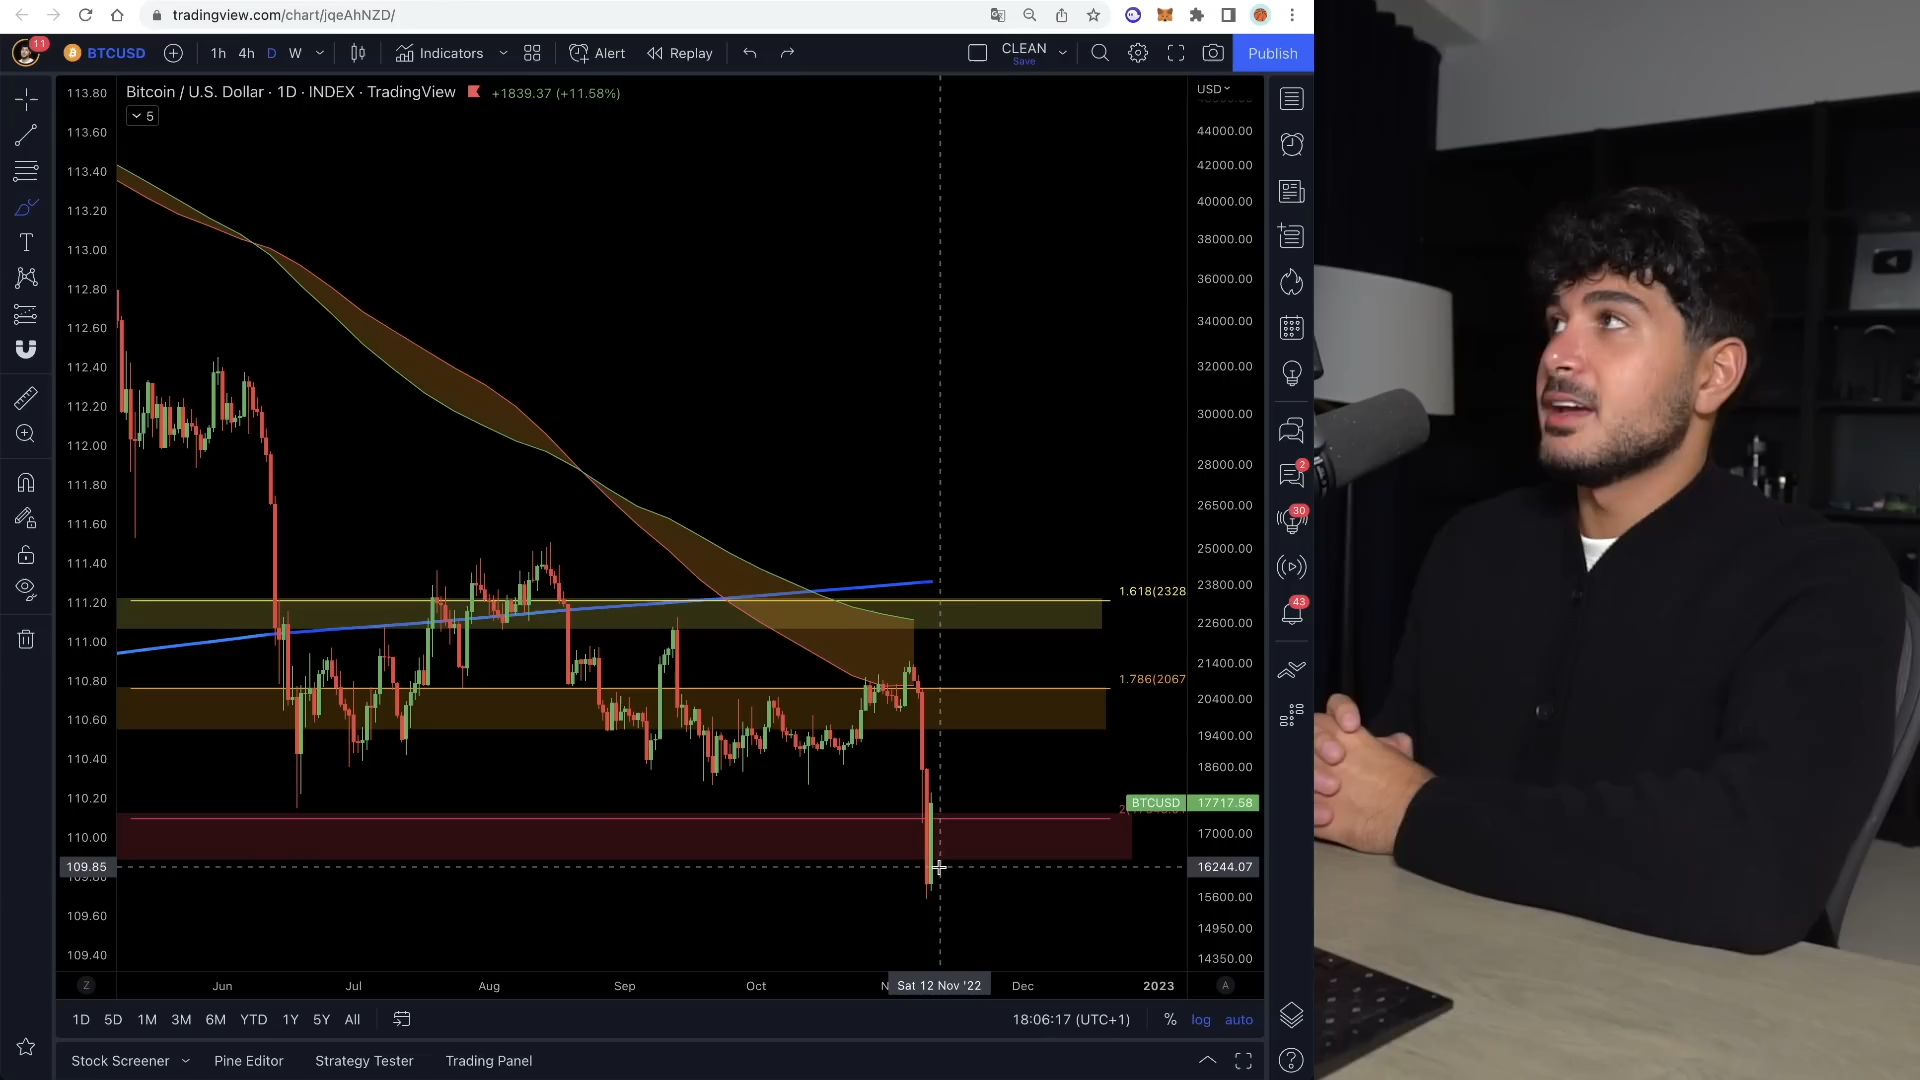 tradingview.com/chart/jqeAhNZD/
11
BTCUSD
1h 4h D W
Indicators
Alert
Replay
CLEAN
Save
Publish
Bitcoin / U.S. Dollar · 1D · INDEX · TradingView
+1839.37 (+11.58%)
5
USD
113.80
113.60
113.40
113.20
113.00
112.80
112.60
112.40
112.20
112.00
111.80
111.60
111.40
111.20
111.00
110.80
110.60
110.40
110.20
110.00
109.85
109.60
109.40
44000.00
42000.00
40000.00
38000.00
36000.00
34000.00
32000.00
30000.00
28000.00
26500.00
25000.00
23800.00
22600.00
21400.00
20400.00
19400.00
18600.00
BTCUSD 17717.58
17000.00
16244.07
15600.00
14950.00
14350.00
1.618(2328
1.786(2067
2
30
43
Z
Jun Jul Aug Sep Oct N Sat 12 Nov '22 Dec 2023
A
1D 5D 1M 3M 6M YTD 1Y 5Y All
18:06:17 (UTC+1) % log auto
Stock Screener Pine Editor Strategy Tester Trading Panel